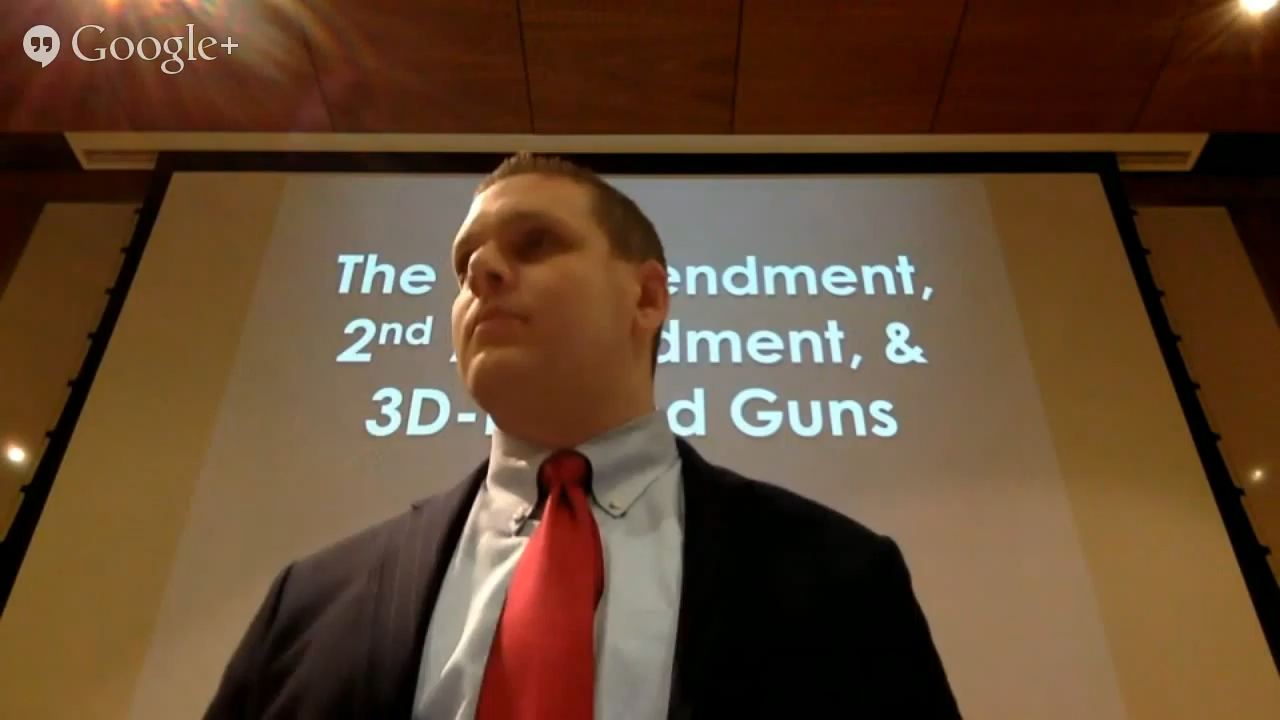 Google+
The endment,
2nd dment, &
3D- d Guns